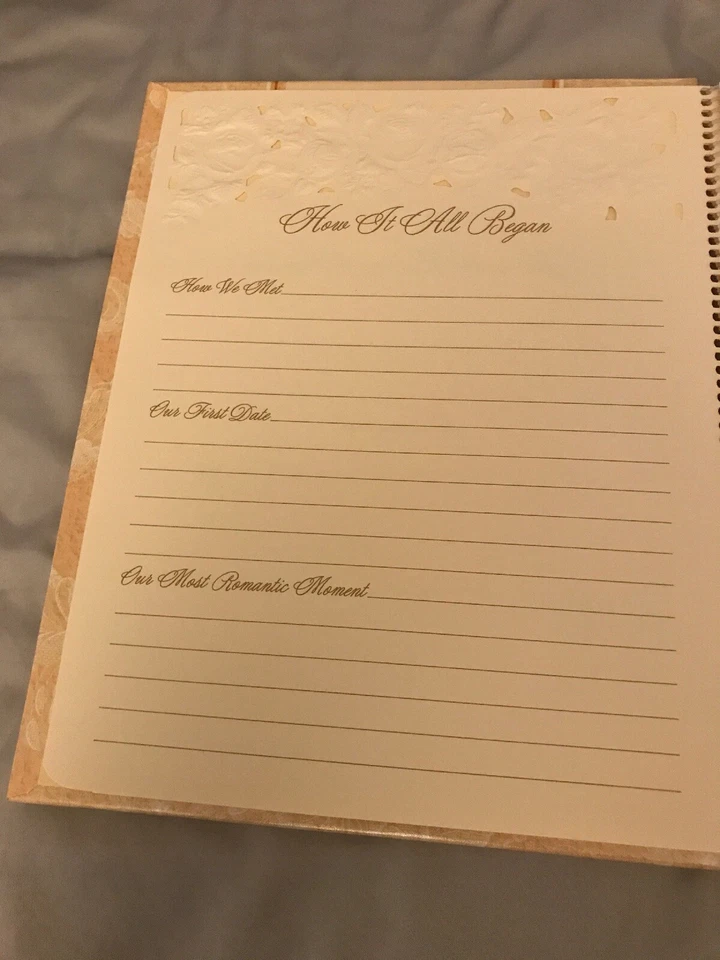 How It All Began
How We Met
Our First Date
Our Most Romantic Moment